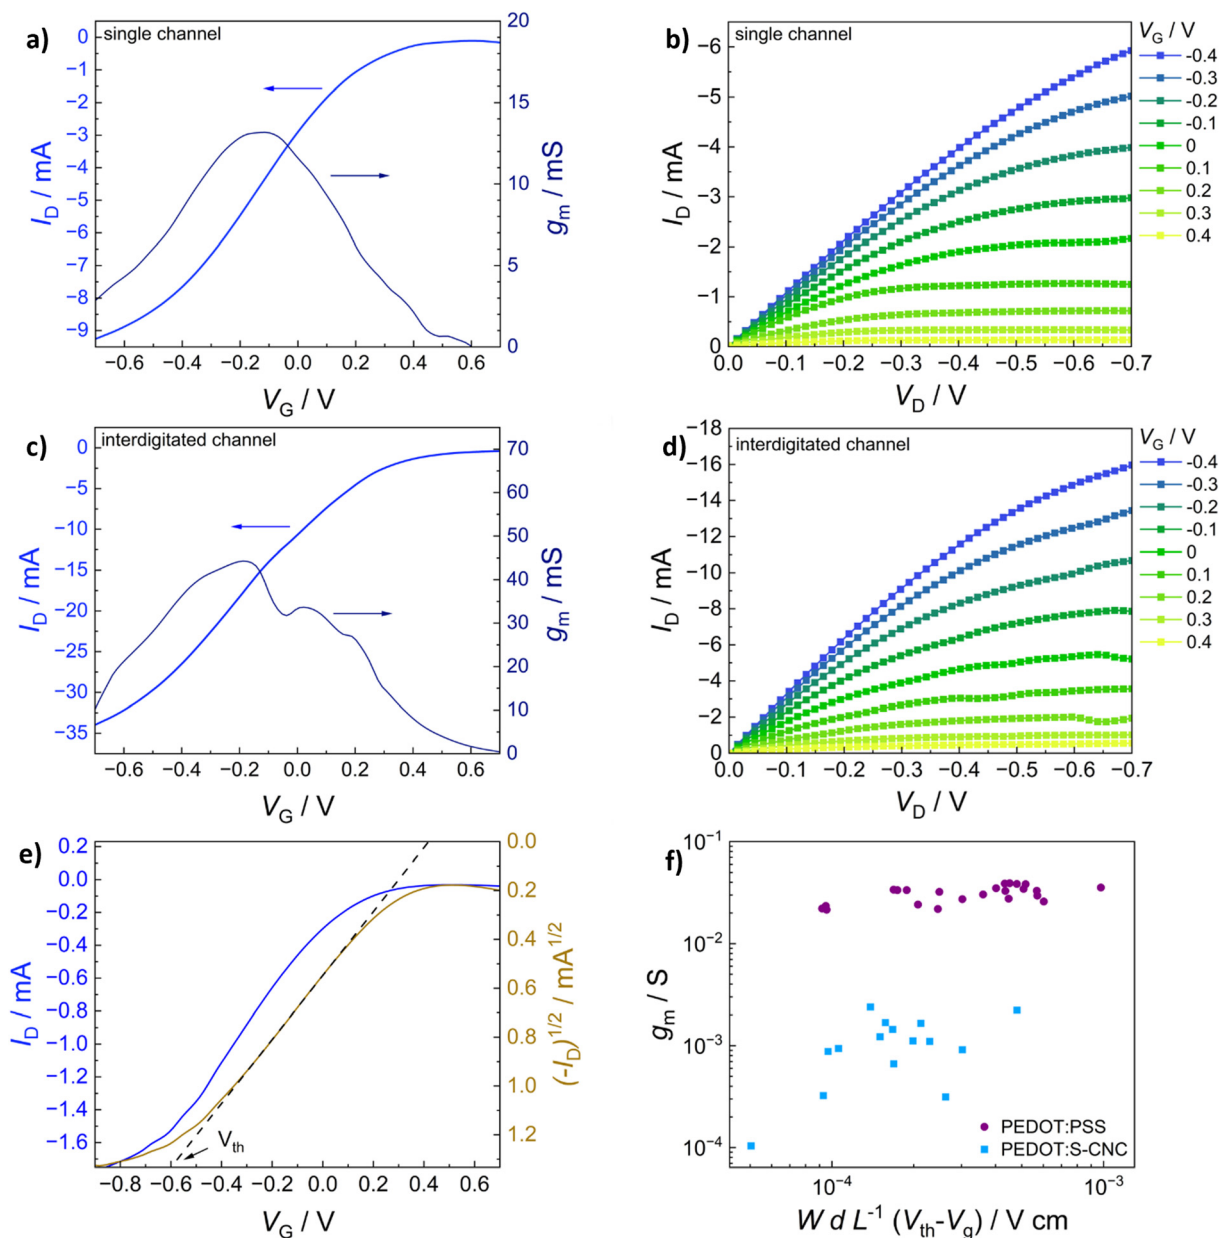 a)
single channel
0
−1
−2
−3
−4
−5
−6
−7
−8
−9
I_D / mA
20
15
10
5
0
g_m / mS
−0.6 −0.4 −0.2 0.0 0.2 0.4 0.6
V_G / V
b)
single channel
−6
−5
−4
−3
−2
−1
0
I_D / mA
0.0 −0.1 −0.2 −0.3 −0.4 −0.5 −0.6 −0.7
V_D / V
V_G / V
-0.4
-0.3
-0.2
-0.1
0
0.1
0.2
0.3
0.4
c)
interdigitated channel
0
−5
−10
−15
−20
−25
−30
−35
I_D / mA
70
60
50
40
30
20
10
0
g_m / mS
−0.6 −0.4 −0.2 0.0 0.2 0.4 0.6
V_G / V
d)
interdigitated channel
−18
−16
−14
−12
−10
−8
−6
−4
−2
0
I_D / mA
0.0 −0.1 −0.2 −0.3 −0.4 −0.5 −0.6 −0.7
V_D / V
V_G / V
-0.4
-0.3
-0.2
-0.1
0
0.1
0.2
0.3
0.4
e)
0.2
0.0
−0.2
−0.4
−0.6
−0.8
−1.0
−1.2
−1.4
−1.6
I_D / mA
0.0
0.2
0.4
0.6
0.8
1.0
1.2
(-I_D)^1/2 / mA^1/2
V_th
−0.8 −0.6 −0.4 −0.2 0.0 0.2 0.4 0.6
V_G / V
f)
10^−1
10^−2
10^−3
10^−4
g_m / S
PEDOT:PSS
PEDOT:S-CNC
10^−4 10^−3
W d L^-1 (V_th-V_g) / V cm